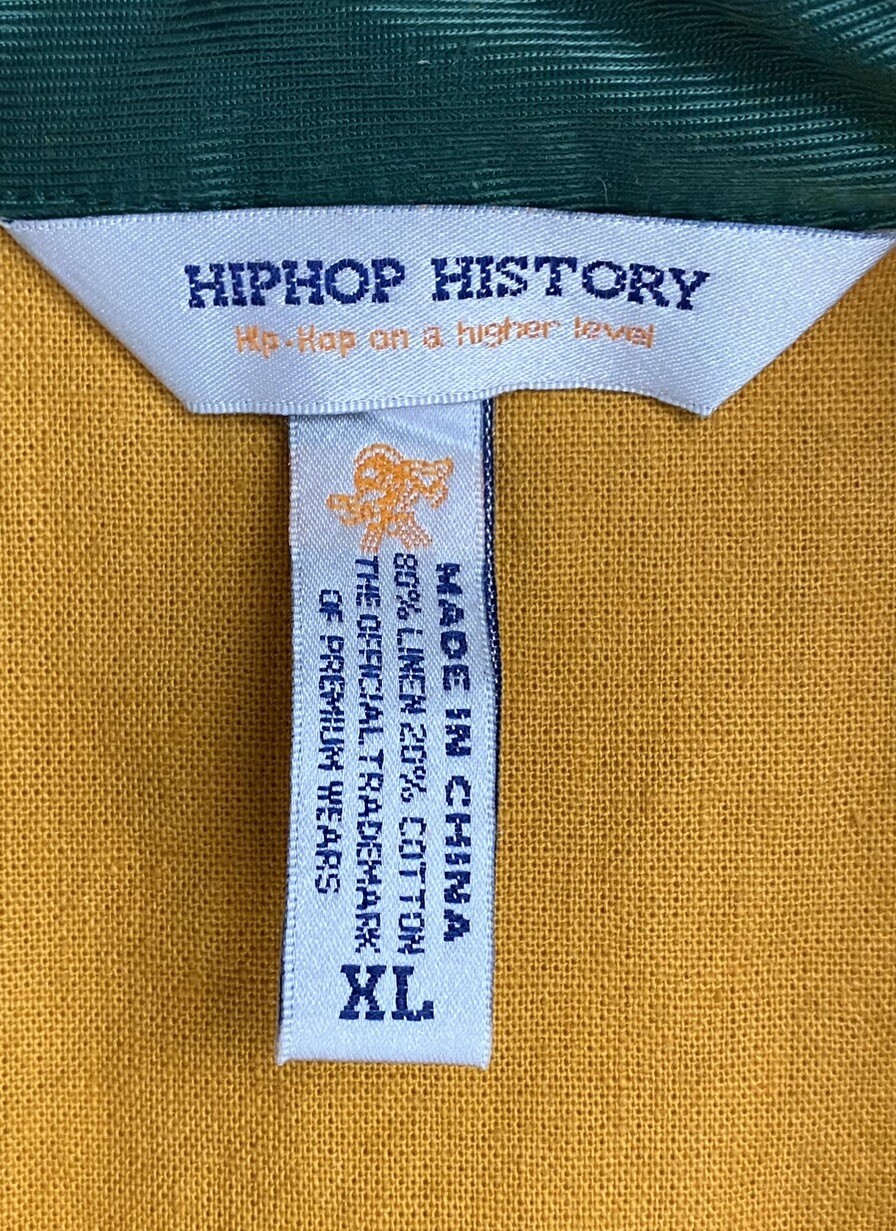 HIPHOP HISTORY
Hip-Hop on a higher level
MADE IN CHINA
80% LINEN 20% COTTON
THE OFFICIAL TRADEMARK
OF PREMIUM WEARS
XL